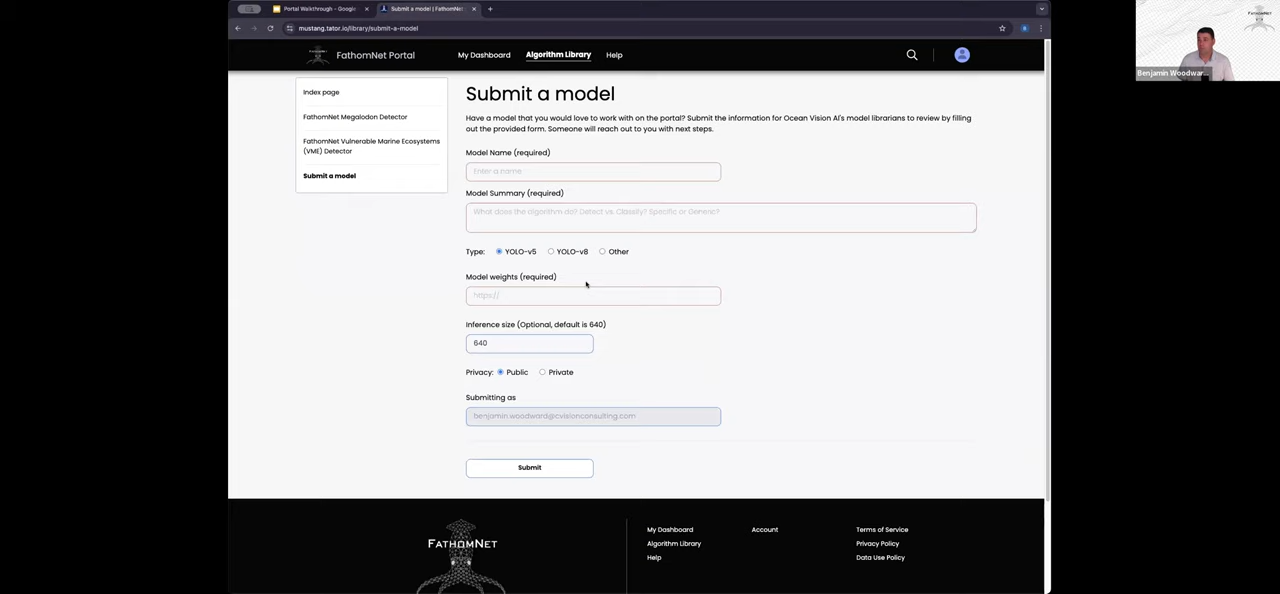 Portal Walkthrough - Google
Submit a model | FathomNet
mustang.tator.io/library/submit-a-model
FathomNet Portal
My Dashboard
Algorithm Library
Help
Index page
FathomNet Megalodon Detector
FathomNet Vulnerable Marine Ecosystems
(VME) Detector
Submit a model
Submit a model
Have a model that you would love to work with on the portal? Submit the information for Ocean Vision AI's model librarians to review by filling
out the provided form. Someone will reach out to you with next steps.
Model Name (required)
Enter a name
Model Summary (required)
What does the algorithm do? Detect vs. Classify? Specific or Generic?
Type: YOLO-v5 YOLO-v8 Other
Model weights (required)
https://
Inference size (Optional, default is 640)
640
Privacy: Public Private
Submitting as
benjamin.woodward@cvisionconsulting.com
Submit
FATHOMNET
My Dashboard
Algorithm Library
Help
Account
Terms of Service
Privacy Policy
Data Use Policy
Benjamin Woodwar...